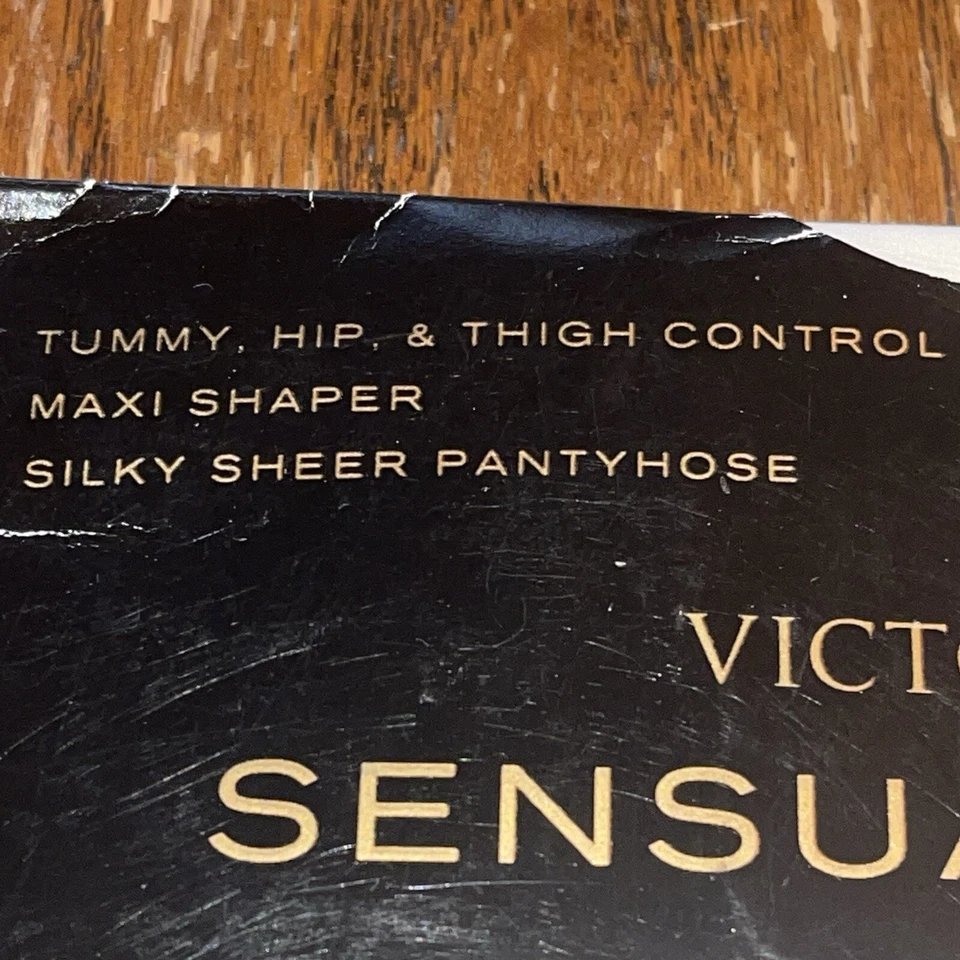 TUMMY, HIP, & THIGH CONTROL
MAXI SHAPER
SILKY SHEER PANTYHOSE
VICTO
SENSUA